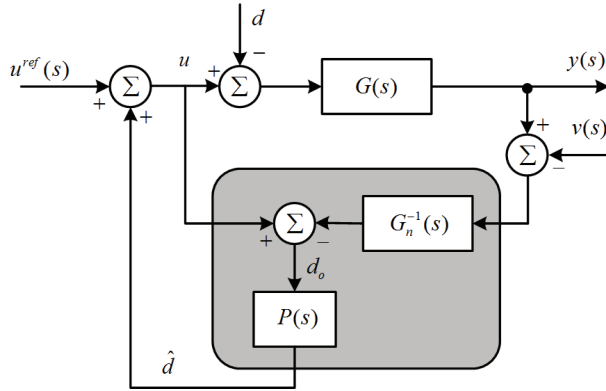 d
−
u^{ref}(s)
u
y(s)
+
Σ
+
+
Σ
G(s)
+
v(s)
Σ
−
Σ
+
−
G_n^{-1}(s)
d_o
P(s)
d̂